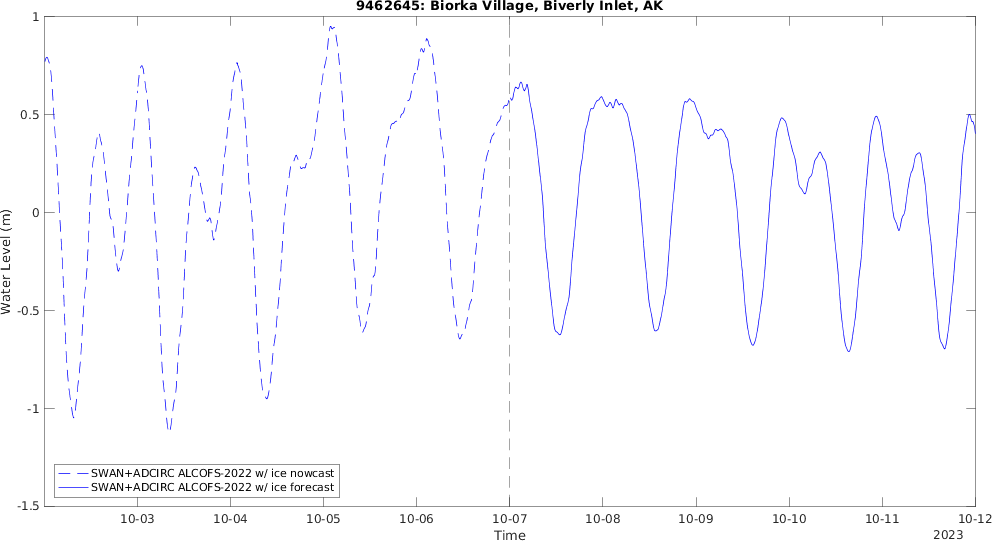 9462645: Biorka Village, Biverly Inlet, AK
1
0.5
0
-0.5
-1
-1.5
Water Level (m)
SWAN+ADCIRC ALCOFS-2022 w/ ice nowcast
SWAN+ADCIRC ALCOFS-2022 w/ ice forecast
10-03 10-04 10-05 10-06 10-07 10-08 10-09 10-10 10-11 10-12
Time
2023